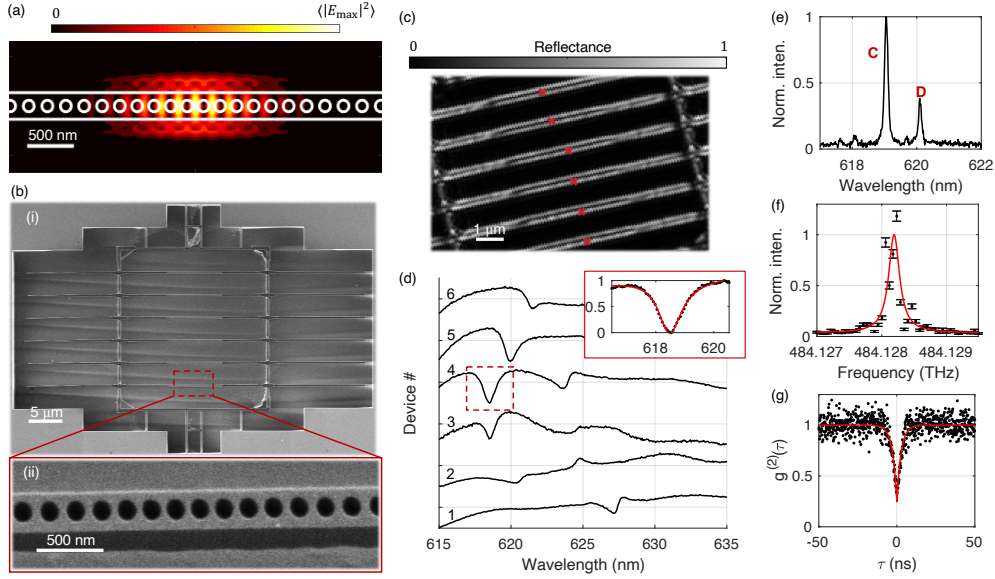 (a)
0
⟨|E_max|²⟩
500 nm
(b)
(i)
5 μm
(ii)
500 nm
(c)
Reflectance
0
1
1 μm
(d)
Device #
6
5
4
3
2
1
615
620
625
630
635
Wavelength (nm)
1
0.5
0
618
620
(e)
Norm. inten.
1
0.5
0
C
D
618
620
622
Wavelength (nm)
(f)
Norm. inten.
1
0.5
0
484.127
484.128
484.129
Frequency (THz)
(g)
g⁽²⁾(τ)
1
0.5
0
-50
0
50
τ (ns)